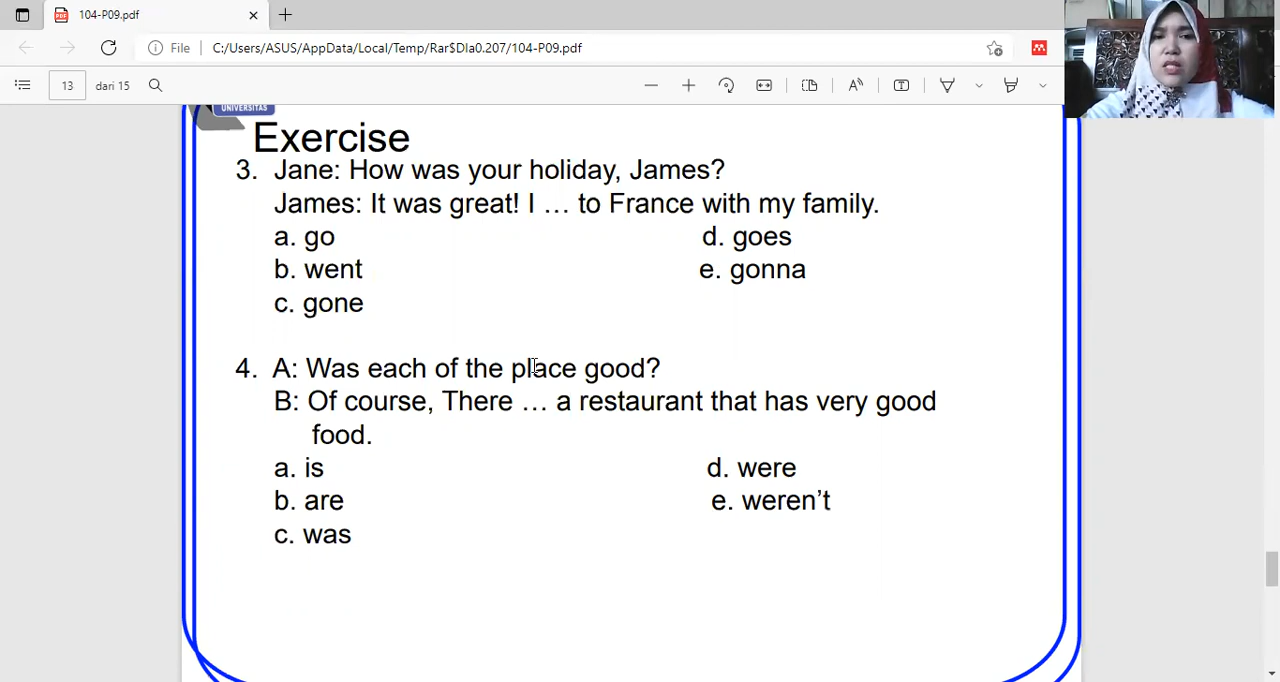 104-P09.pdf
File C:/Users/ASUS/AppData/Local/Temp/Rar$DIa0.207/104-P09.pdf
13 dari 15
UNIVERSITAS
Exercise
3. Jane: How was your holiday, James?
James: It was great! I … to France with my family.
a. go d. goes
b. went e. gonna
c. gone
4. A: Was each of the place good?
B: Of course, There … a restaurant that has very good
food.
a. is d. were
b. are e. weren’t
c. was